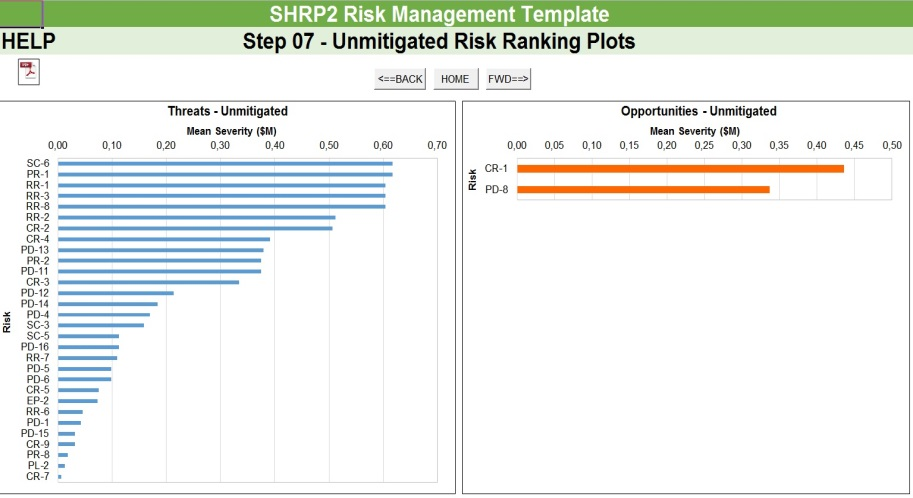 SHRP2 Risk Management Template
HELP
Step 07 - Unmitigated Risk Ranking Plots
PDF
<==BACK
HOME
FWD==>
Threats - Unmitigated
Mean Severity ($M)
0,00 0,10 0,20 0,30 0,40 0,50 0,60 0,70
Risk
SC-6
PR-1
RR-1
RR-3
RR-8
RR-2
CR-2
CR-4
PD-13
PR-2
PD-11
CR-3
PD-12
PD-14
PD-4
SC-3
SC-5
PD-16
RR-7
PD-5
PD-6
CR-5
EP-2
RR-6
PD-1
PD-15
CR-9
PR-8
PL-2
CR-7
Opportunities - Unmitigated
Mean Severity ($M)
0,00 0,05 0,10 0,15 0,20 0,25 0,30 0,35 0,40 0,45 0,50
Risk
CR-1
PD-8